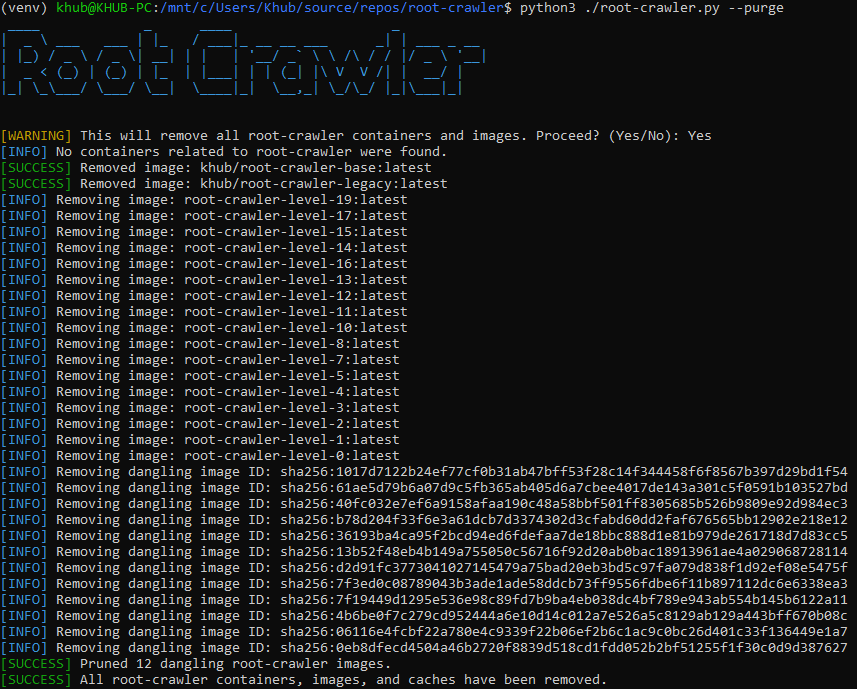 (venv) khub@KHUB-PC:/mnt/c/Users/Khub/source/repos/root-crawler$ python3 ./root-crawler.py --purge
Root Crawler
[WARNING] This will remove all root-crawler containers and images. Proceed? (Yes/No): Yes
[INFO] No containers related to root-crawler were found.
[SUCCESS] Removed image: khub/root-crawler-base:latest
[SUCCESS] Removed image: khub/root-crawler-legacy:latest
[INFO] Removing image: root-crawler-level-19:latest
[INFO] Removing image: root-crawler-level-17:latest
[INFO] Removing image: root-crawler-level-15:latest
[INFO] Removing image: root-crawler-level-14:latest
[INFO] Removing image: root-crawler-level-16:latest
[INFO] Removing image: root-crawler-level-13:latest
[INFO] Removing image: root-crawler-level-12:latest
[INFO] Removing image: root-crawler-level-11:latest
[INFO] Removing image: root-crawler-level-10:latest
[INFO] Removing image: root-crawler-level-8:latest
[INFO] Removing image: root-crawler-level-7:latest
[INFO] Removing image: root-crawler-level-5:latest
[INFO] Removing image: root-crawler-level-4:latest
[INFO] Removing image: root-crawler-level-3:latest
[INFO] Removing image: root-crawler-level-2:latest
[INFO] Removing image: root-crawler-level-1:latest
[INFO] Removing image: root-crawler-level-0:latest
[INFO] Removing dangling image ID: sha256:1017d7122b24ef77cf0b31ab47bff53f28c14f344458f6f8567b397d29bd1f54
[INFO] Removing dangling image ID: sha256:61ae5d79b6a07d9c5fb365ab405d6a7cbee4017de143a301c5f0591b103527bd
[INFO] Removing dangling image ID: sha256:40fc032e7ef6a9158afaa190c48a58bbf501ff8305685b526b9809e92d984ec3
[INFO] Removing dangling image ID: sha256:b78d204f33f6e3a61dcb7d3374302d3cfabd60dd2faf676565bb12902e218e12
[INFO] Removing dangling image ID: sha256:36193ba4ca95f2bcd94ed6fdefaa7de18bbc888d1e81b979de261718d7d83cc5
[INFO] Removing dangling image ID: sha256:13b52f48eb4b149a755050c56716f92d20ab0bac18913961ae4a029068728114
[INFO] Removing dangling image ID: sha256:d2d91fc3773041027145479a75bad20eb3bd5c97fa079d838f1d92ef08e5475f
[INFO] Removing dangling image ID: sha256:7f3ed0c08789043b3ade1ade58ddcb73ff9556fdbe6f11b897112dc6e6338ea3
[INFO] Removing dangling image ID: sha256:7f19449d1295e536e98c89fd7b9ba4eb038dc4bf789e943ab554b145b6122a11
[INFO] Removing dangling image ID: sha256:4b6be0f7c279cd952444a6e10d14c012a7e526a5c8129ab129a443bff670b08c
[INFO] Removing dangling image ID: sha256:06116e4fcbf22a780e4c9339f22b06ef2b6c1ac9c0bc26d401c33f136449e1a7
[INFO] Removing dangling image ID: sha256:0eb8dfecd4504a46b2720f8839d518cd1fdd052b2bf51255f1f30c0d9d387627
[SUCCESS] Pruned 12 dangling root-crawler images.
[SUCCESS] All root-crawler containers, images, and caches have been removed.